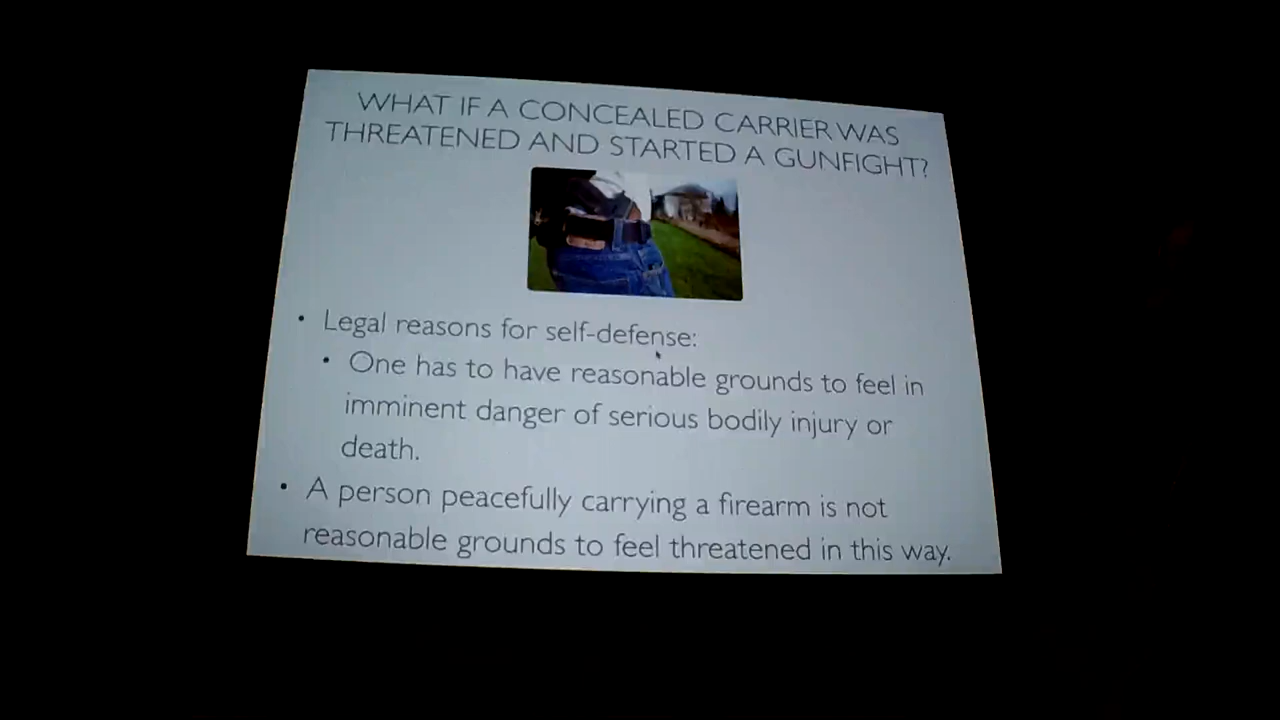 WHAT IF A CONCEALED CARRIER WAS
THREATENED AND STARTED A GUNFIGHT?
• Legal reasons for self-defense:
• One has to have reasonable grounds to feel in
imminent danger of serious bodily injury or
death.
• A person peacefully carrying a firearm is not
reasonable grounds to feel threatened in this way.